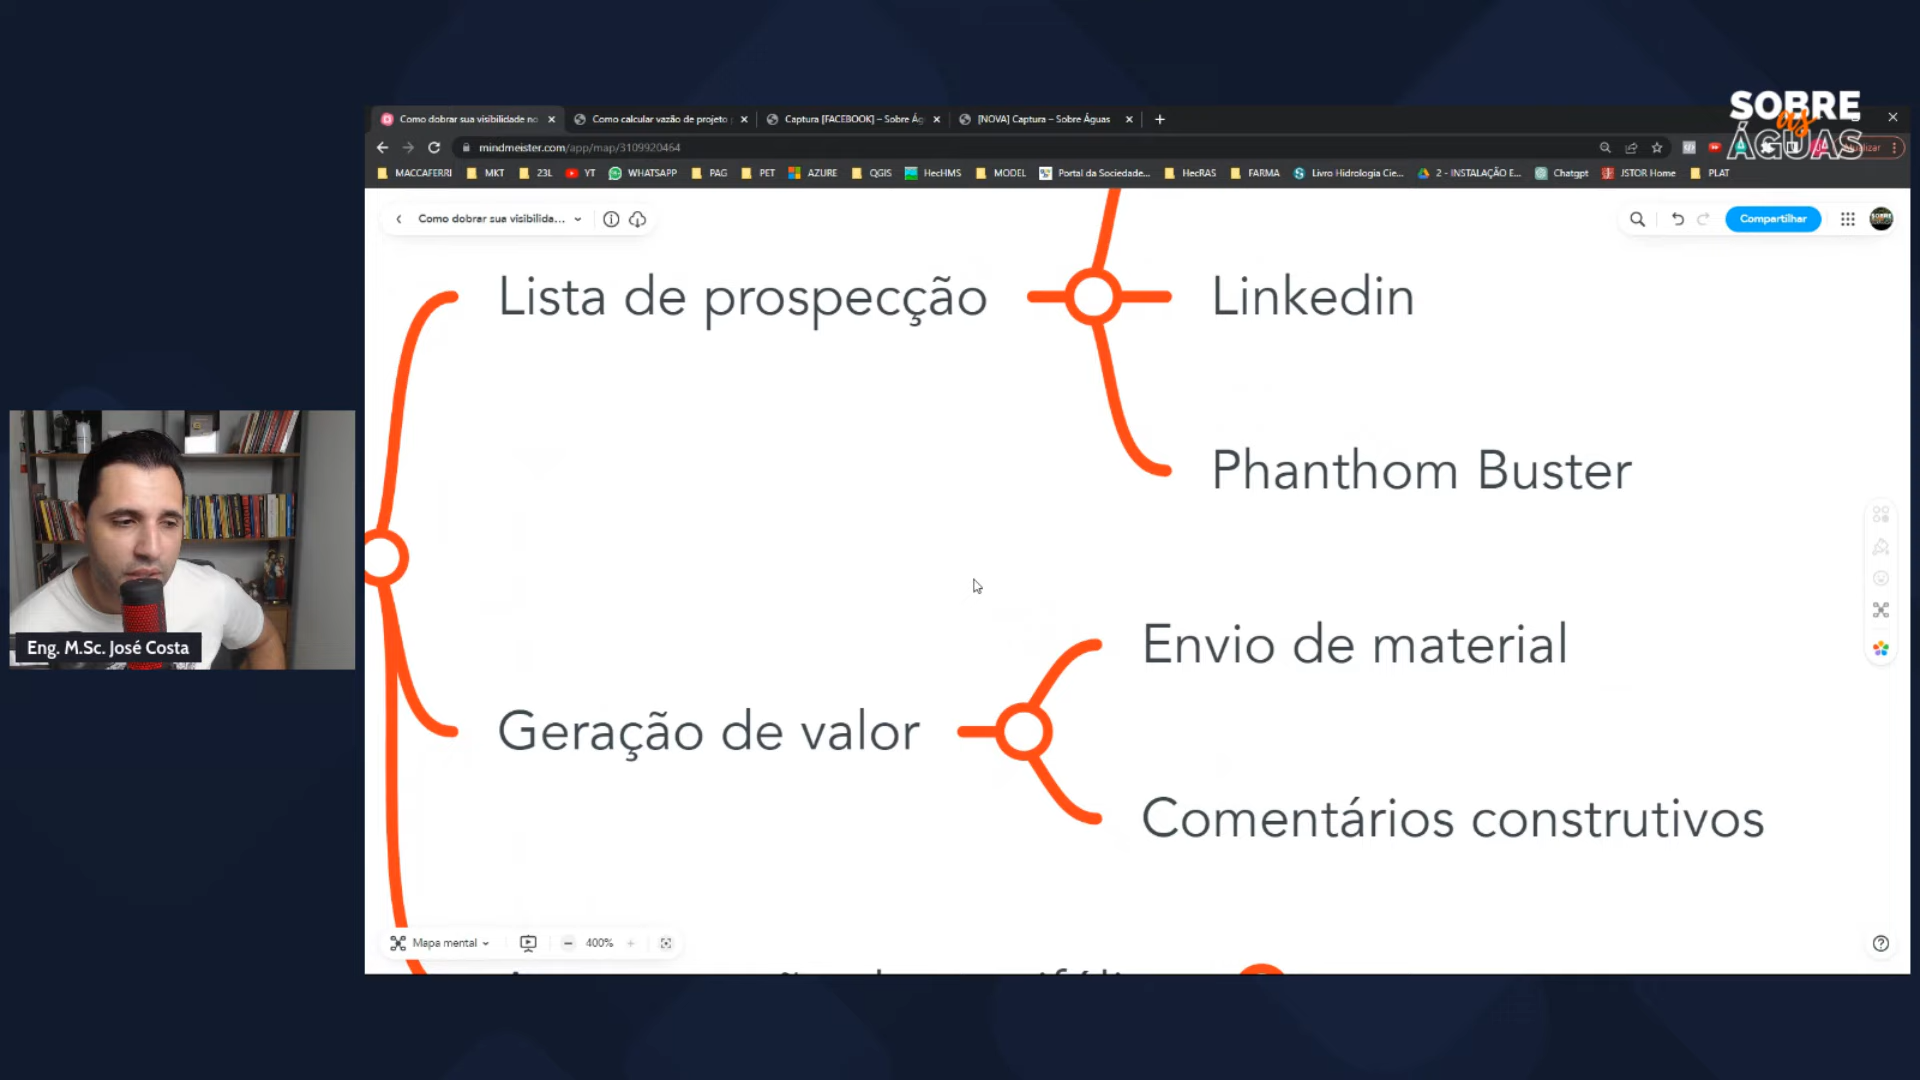 SOBRE
as
ÁGUAS
Como dobrar sua visibilidade no
Como calcular vazão de projeto
Captura [FACEBOOK] – Sobre Ág
[NOVA] Captura – Sobre Águas
mindmeister.com/app/map/3109920464
MACCAFERRI
MKT
23L
YT
WHATSAPP
PAG
PET
AZURE
QGIS
HecHMS
MODEL
Portal da Sociedade...
HecRAS
FARMA
Livro Hidrologia Cie...
2 - INSTALAÇÃO E...
Chatgpt
JSTOR Home
PLAT
Como dobrar sua visibilida...
Compartilhar
Lista de prospecção
Linkedin
Phanthom Buster
Envio de material
Geração de valor
Comentários construtivos
Eng. M.Sc. José Costa
Mapa mental
400%